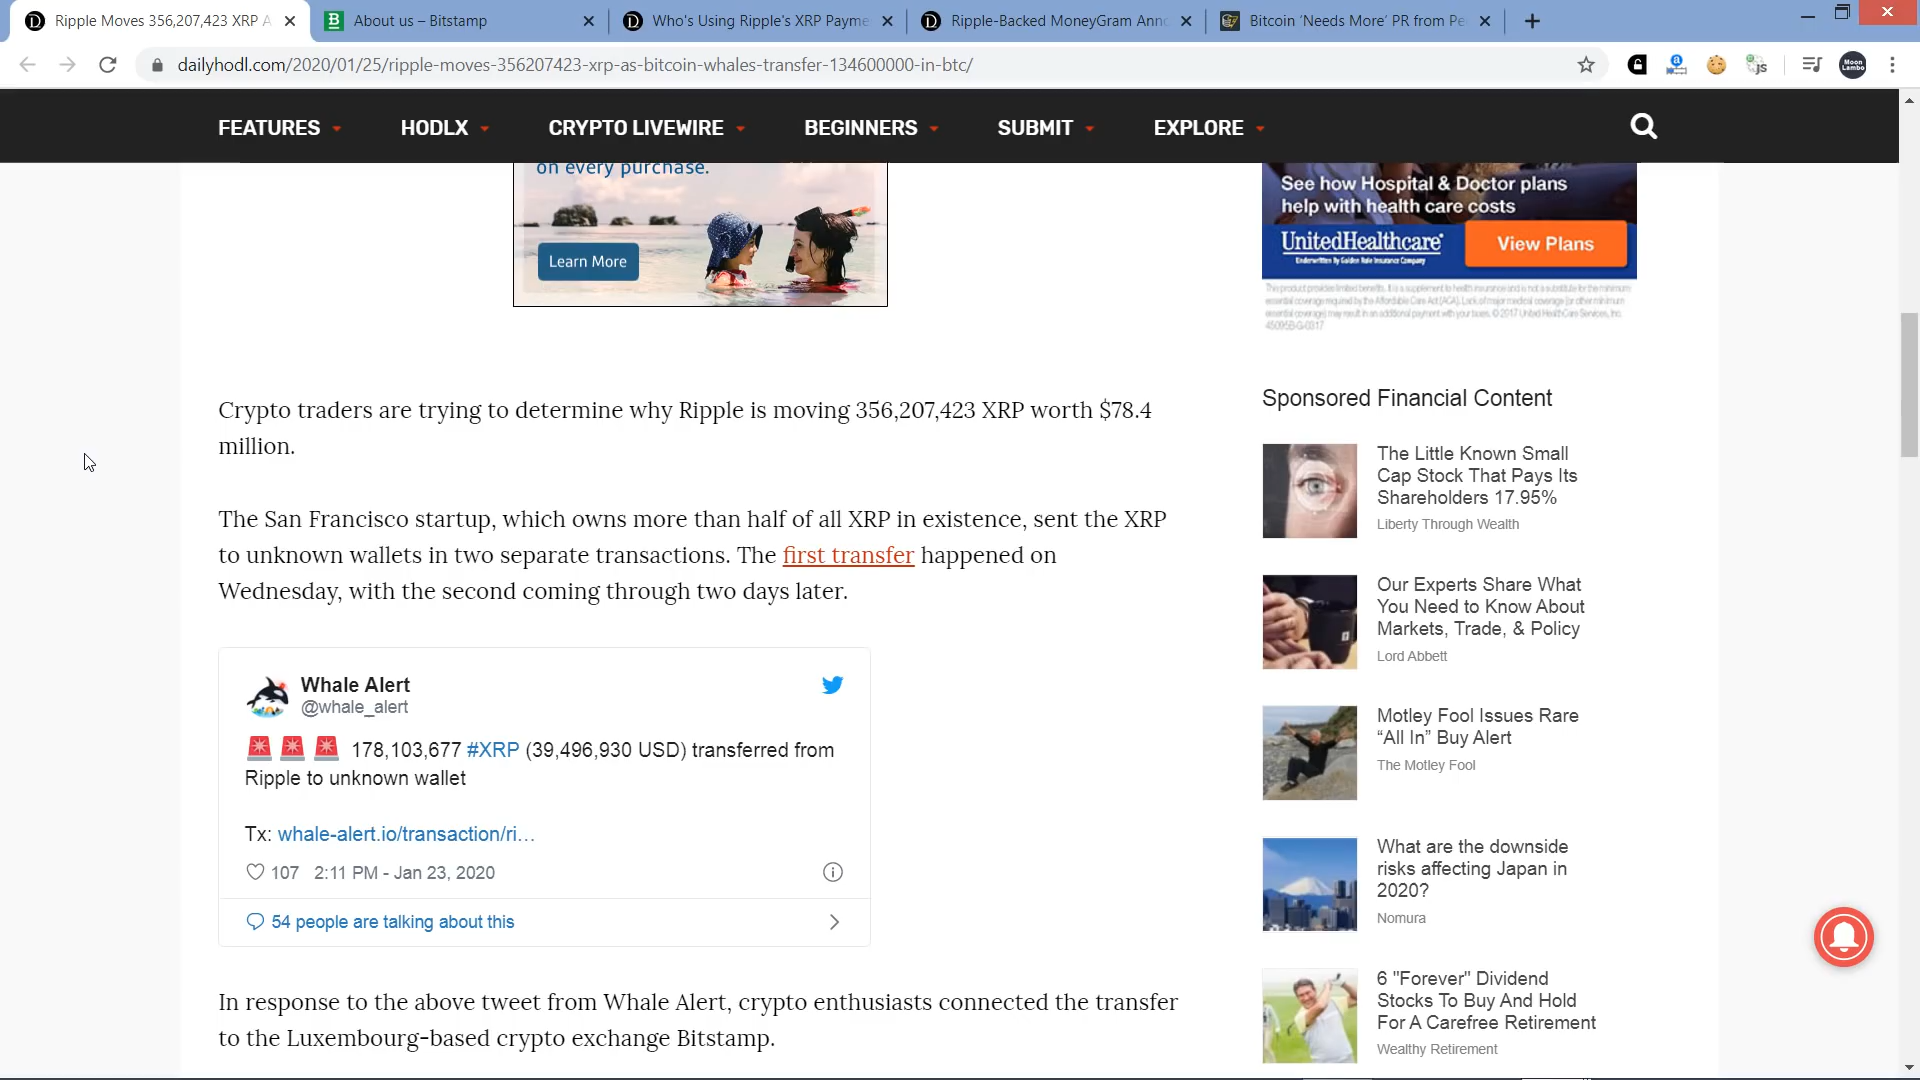 Ripple Moves 356,207,423 XRP A
About us – Bitstamp
Who's Using Ripple's XRP Payme
Ripple-Backed MoneyGram Anno
Bitcoin ‘Needs More’ PR from Pe
dailyhodl.com/2020/01/25/ripple-moves-356207423-xrp-as-bitcoin-whales-transfer-134600000-in-btc/
FEATURES
HODLX
CRYPTO LIVEWIRE
BEGINNERS
SUBMIT
EXPLORE
on every purchase.
Learn More
See how Hospital & Doctor plans
help with health care costs
UnitedHealthcare
Underwritten By Golden Rule Insurance Company
View Plans
Crypto traders are trying to determine why Ripple is moving 356,207,423 XRP worth $78.4
million.
The San Francisco startup, which owns more than half of all XRP in existence, sent the XRP
to unknown wallets in two separate transactions. The first transfer happened on
Wednesday, with the second coming through two days later.
Whale Alert
@whale_alert
178,103,677 #XRP (39,496,930 USD) transferred from
Ripple to unknown wallet
Tx: whale-alert.io/transaction/ri…
107 2:11 PM - Jan 23, 2020
54 people are talking about this
In response to the above tweet from Whale Alert, crypto enthusiasts connected the transfer
to the Luxembourg-based crypto exchange Bitstamp.
Sponsored Financial Content
The Little Known Small
Cap Stock That Pays Its
Shareholders 17.95%
Liberty Through Wealth
Our Experts Share What
You Need to Know About
Markets, Trade, & Policy
Lord Abbett
Motley Fool Issues Rare
“All In” Buy Alert
The Motley Fool
What are the downside
risks affecting Japan in
2020?
Nomura
6 "Forever" Dividend
Stocks To Buy And Hold
For A Carefree Retirement
Wealthy Retirement